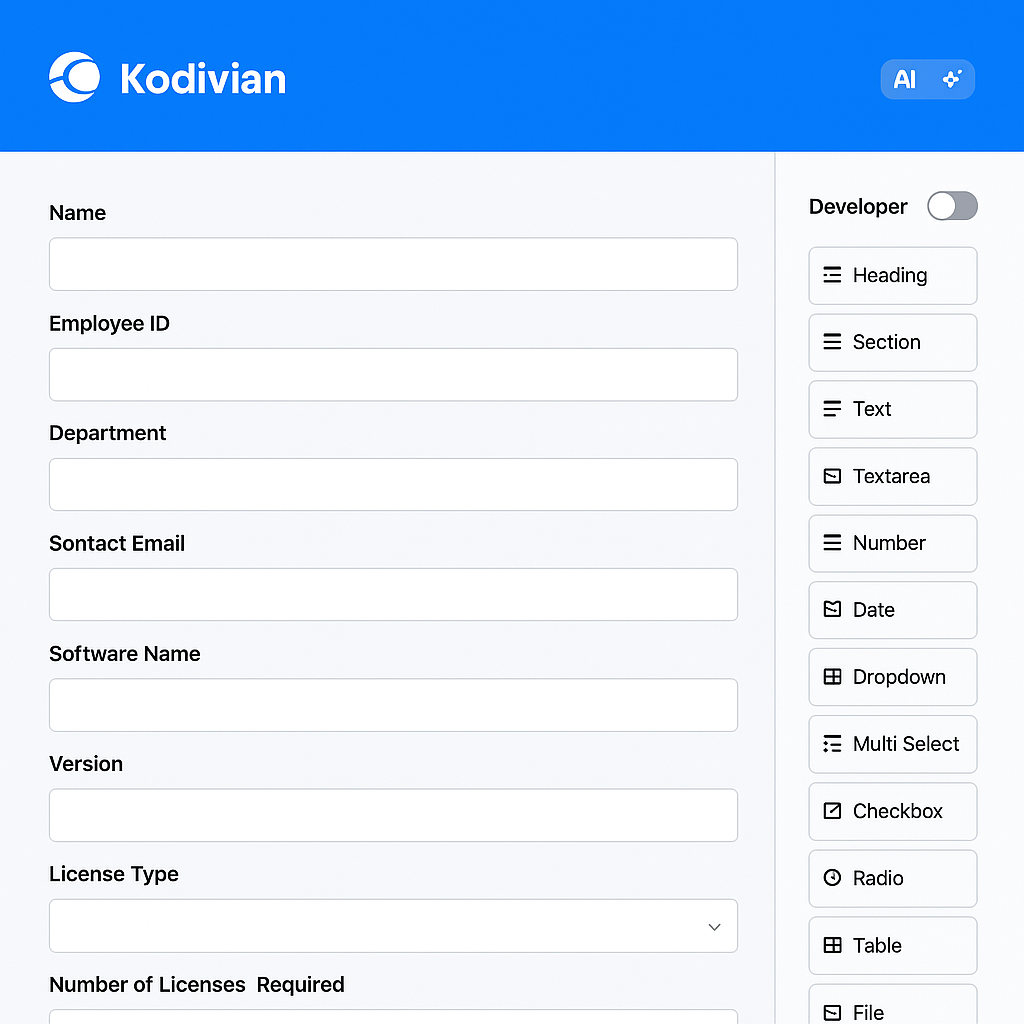 Kodivian
AI
Name
Employee ID
Department
Sontact Email
Software Name
Version
License Type
Number of Licenses Required
Developer
Heading
Section
Text
Textarea
Number
Date
Dropdown
Multi Select
Checkbox
Radio
Table
File